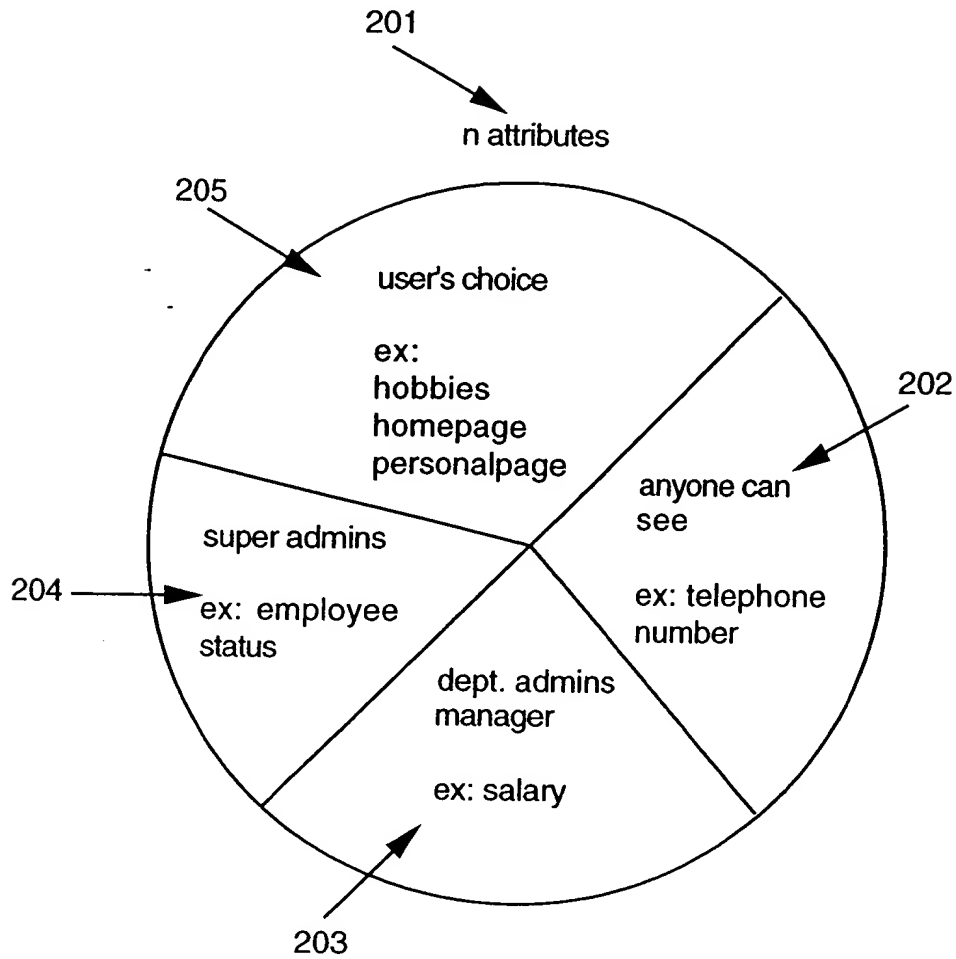 201
n attributes
205
user's choice
ex:
hobbies
homepage
personalpage
202
anyone can
see
ex: telephone
number
super admins
204
ex: employee
status
dept. admins
manager
ex: salary
203